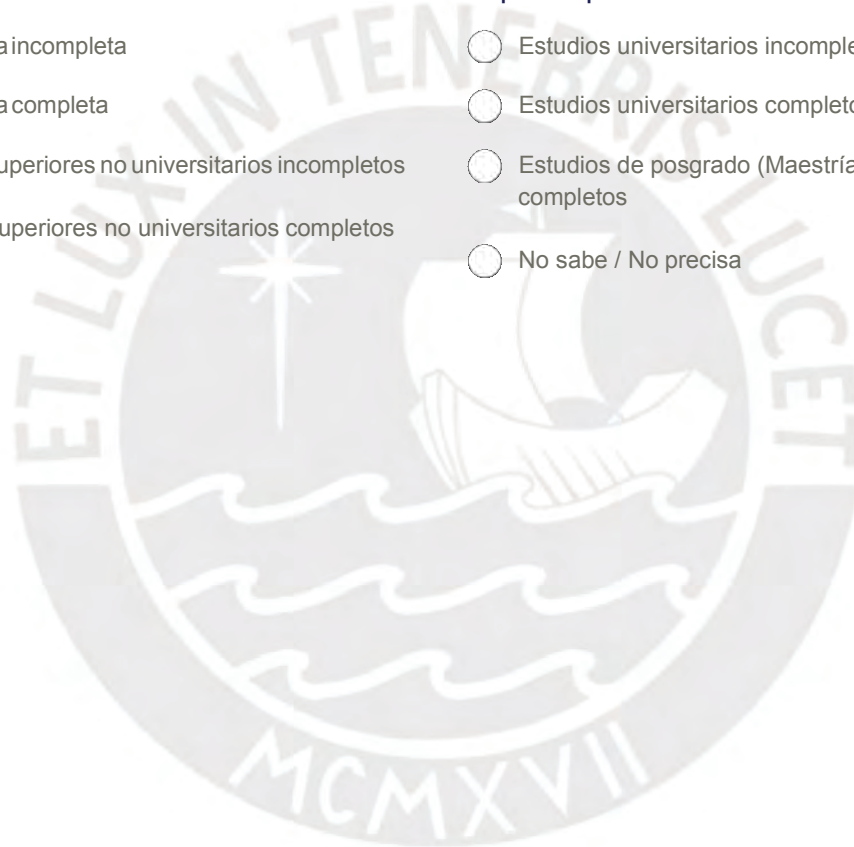 a incompleta
a completa
uperiores no universitarios incompletos
uperiores no universitarios completos
Estudios universitarios incomple
Estudios universitarios completo
Estudios de posgrado (Maestría
completos
No sabe / No precisa
ET LUX IN TENEBRIS LUCET
MCMXVII